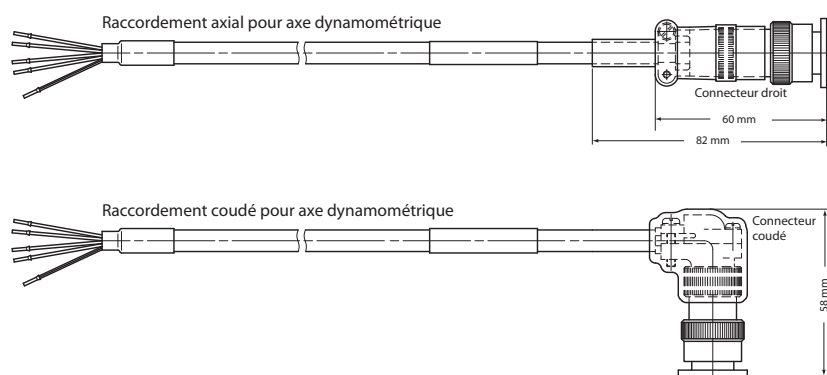 Raccordement axial pour axe dynamométrique
Connecteur droit
60 mm
82 mm
Raccordement coudé pour axe dynamométrique
Connecteur
coudé
58 mm